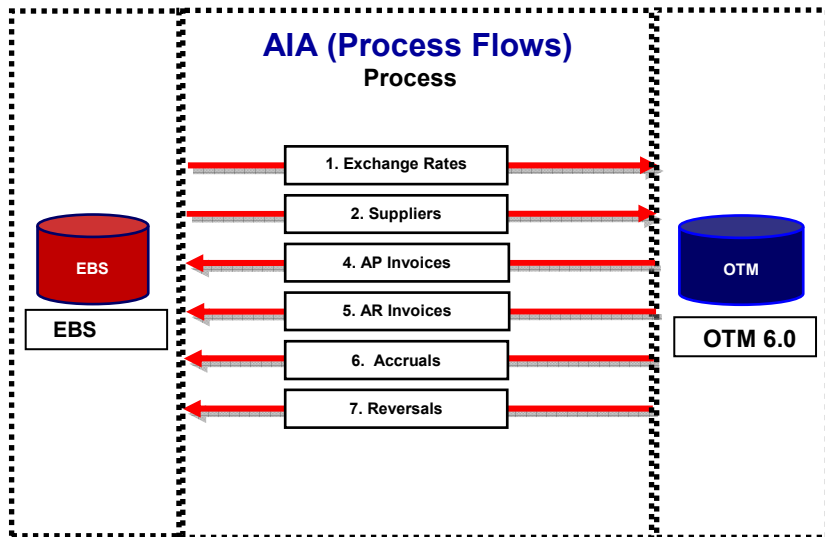 AIA (Process Flows)
Process
1. Exchange Rates
2. Suppliers
4. AP Invoices
5. AR Invoices
6. Accruals
7. Reversals
EBS
EBS
OTM
OTM 6.0